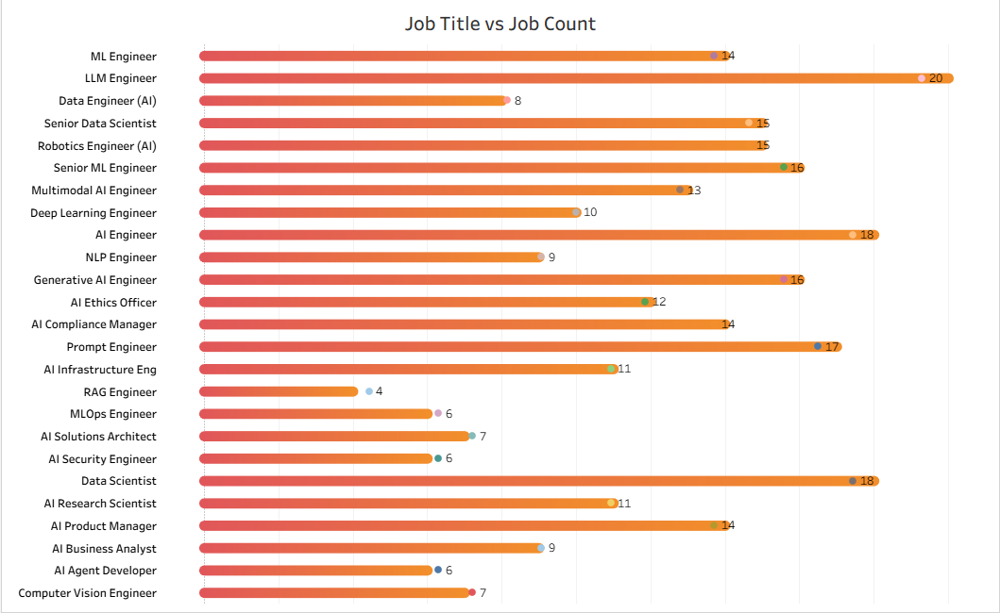 Job Title vs Job Count
ML Engineer 14
LLM Engineer 20
Data Engineer (AI) 8
Senior Data Scientist 15
Robotics Engineer (AI) 15
Senior ML Engineer 16
Multimodal AI Engineer 13
Deep Learning Engineer 10
AI Engineer 18
NLP Engineer 9
Generative AI Engineer 16
AI Ethics Officer 12
AI Compliance Manager 14
Prompt Engineer 17
AI Infrastructure Eng 11
RAG Engineer 4
MLOps Engineer 6
AI Solutions Architect 7
AI Security Engineer 6
Data Scientist 18
AI Research Scientist 11
AI Product Manager 14
AI Business Analyst 9
AI Agent Developer 6
Computer Vision Engineer 7